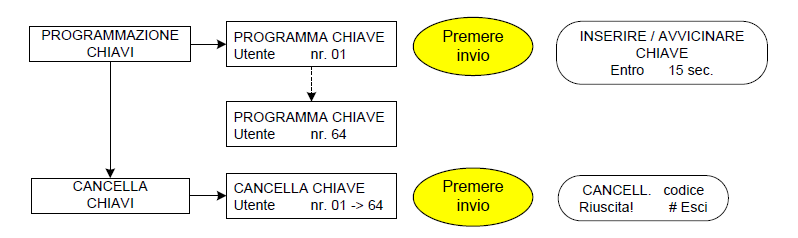 PROGRAMMAZIONE
CHIAVI
PROGRAMMA CHIAVE
Utente nr. 01
Premere
invio
INSERIRE / AVVICINARE
CHIAVE
Entro 15 sec.
PROGRAMMA CHIAVE
Utente nr. 64
CANCELLA
CHIAVI
CANCELLA CHIAVE
Utente nr. 01 -> 64
Premere
invio
CANCELL. codice
Riuscita! # Esci